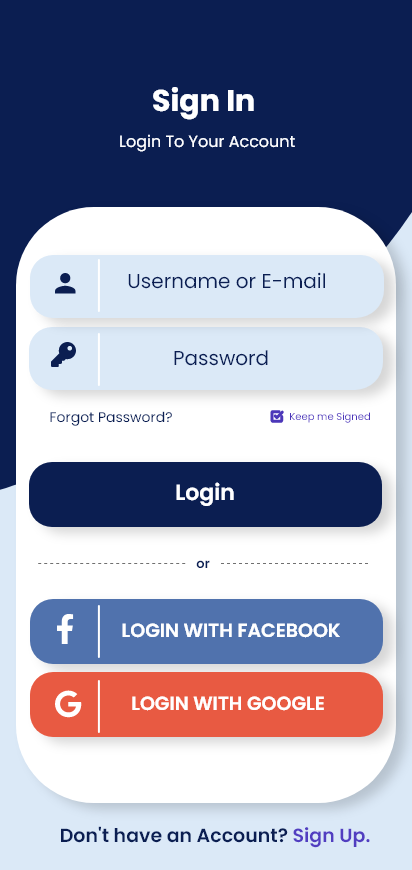 Sign In
Login To Your Account
Username or E-mail
Password
Forgot Password?
Keep me Signed
Login
or
LOGIN WITH FACEBOOK
LOGIN WITH GOOGLE
Don't have an Account? Sign Up.